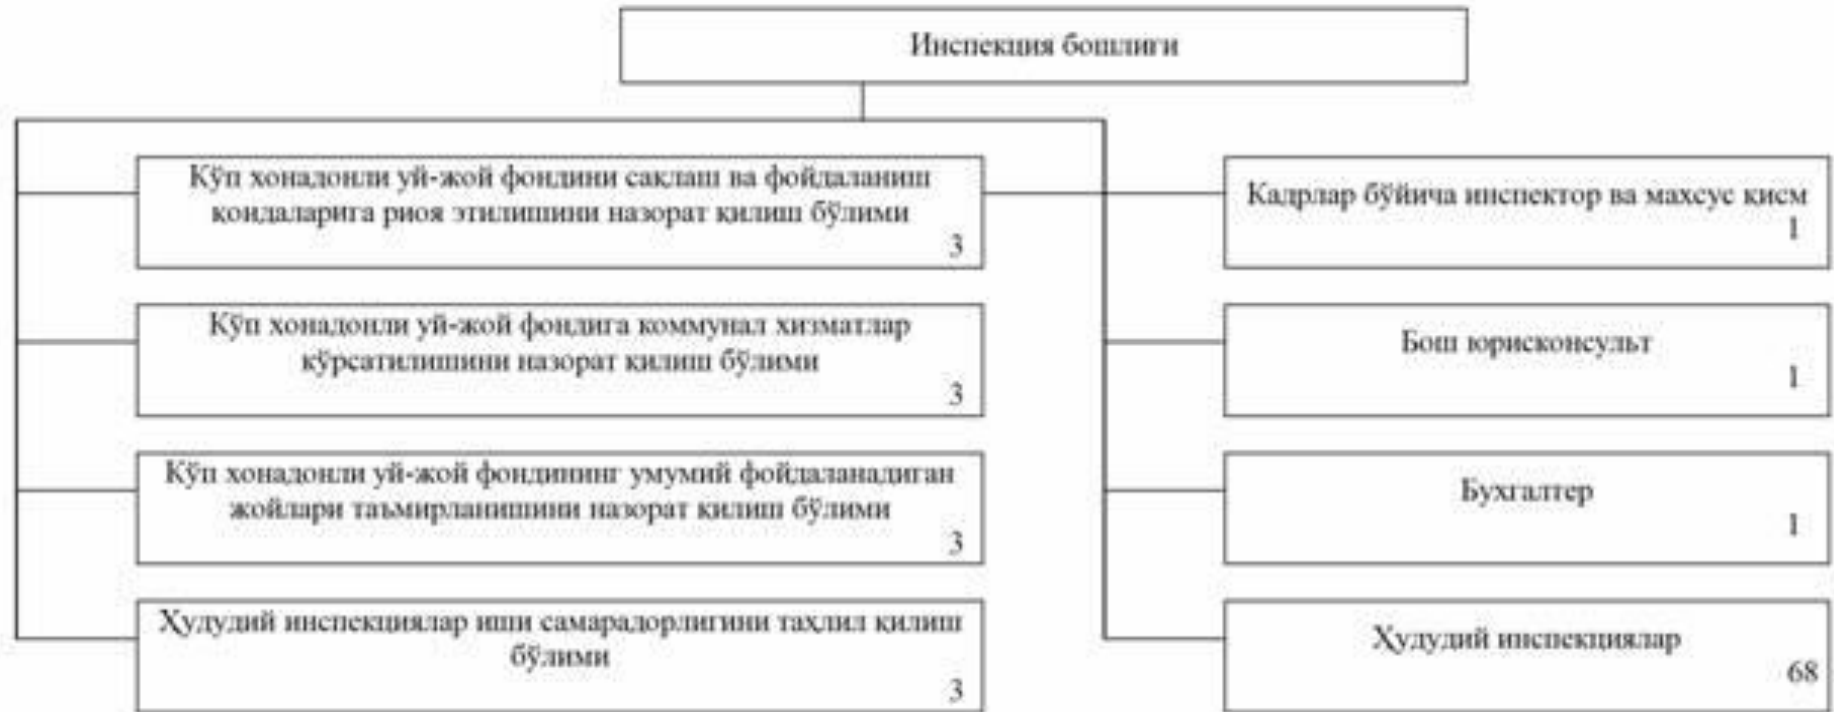 Инспекция бошлиғи
Кўп хонадонли уй-жой фондини сақлаш ва фойдаланиш
қоидаларига риоя этилишини назорат қилиш бўлими
3
Кўп хонадонли уй-жой фондига коммунал хизматлар
кўрсатилишини назорат қилиш бўлими
3
Кўп хонадонли уй-жой фондининг умумий фойдаланадиган
жойлари таъмирланишини назорат қилиш бўлими
3
Ҳудудий инспекциялар иши самарадорлигини таҳлил қилиш
бўлими
3
Кадрлар бўйича инспектор ва махсус қисм
1
Бош юрисконсульт
1
Бухгалтер
1
Ҳудудий инспекциялар
68